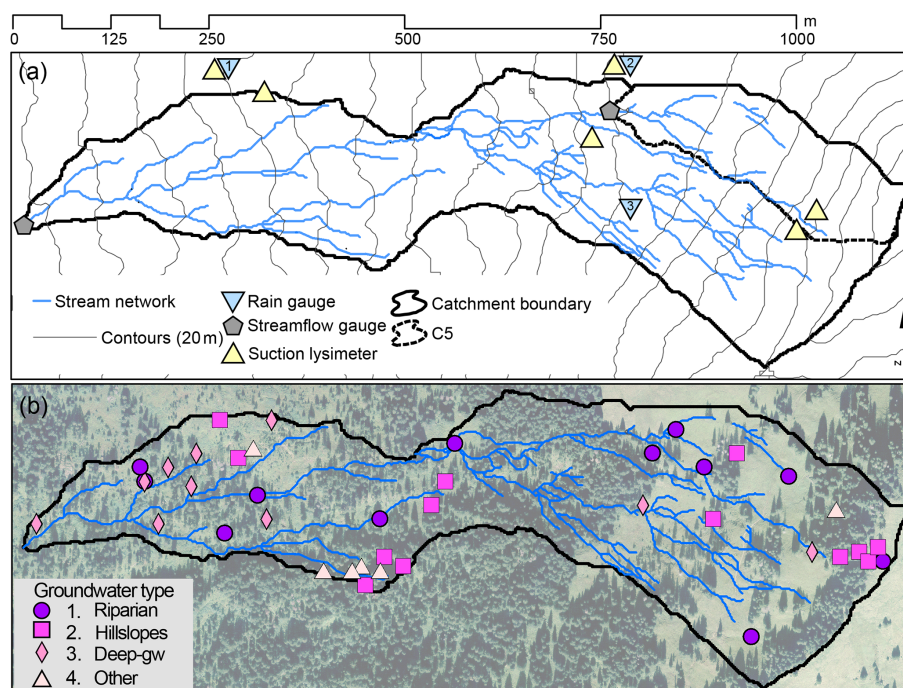 m
0 125 250 500 750 1000
(a)
1
2
3
Stream network
Contours (20 m)
Rain gauge
Streamflow gauge
Suction lysimeter
Catchment boundary
C5
z
(b)
Groundwater type
1. Riparian
2. Hillslopes
3. Deep-gw
4. Other